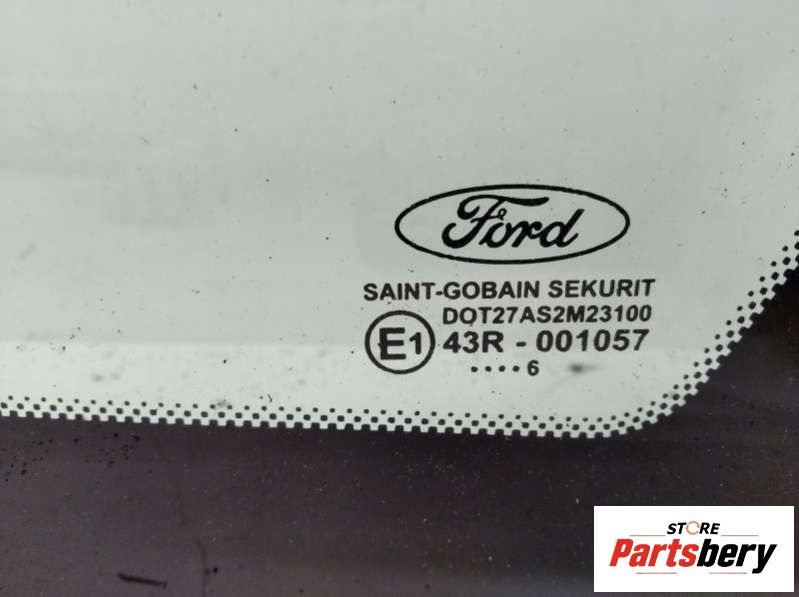 Ford
SAINT-GOBAIN SEKURIT
DOT27AS2M23100
E1 43R - 001057
····6
STORE
Partsbery